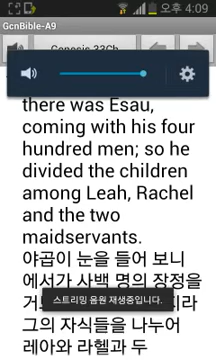 오후 4:09
GcnBible-A9
Genesis 33Ch
there was Esau,
coming with his four
hundred men; so he
divided the children
among Leah, Rachel
and the two
maidservants.
야곱이 눈을 들어 보니
에서가 사백 명의 장정을
스트리밍 음원 재생중입니다.
그의 자식들을 나누어
레아와 라헬과 두